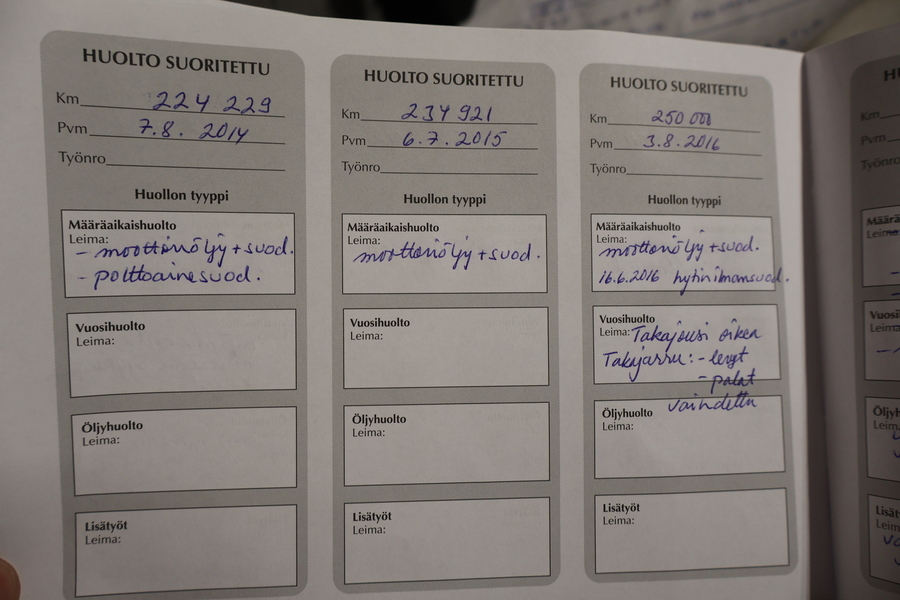 HUOLTO SUORITETTU
Km 224 229
Pvm 7.8. 2014
Työnro
Huollon tyyppi
Määräaikaishuolto
Leima:
- moottoriöljy + suod.
- polttoainesuod.
Vuosihuolto
Leima:
Öljyhuolto
Leima:
Lisätyöt
Leima:
HUOLTO SUORITETTU
Km 234 921
Pvm 6.7.2015
Työnro
Huollon tyyppi
Määräaikaishuolto
Leima:
moottoriöljy + suod.
Vuosihuolto
Leima:
Öljyhuolto
Leima:
Lisätyöt
Leima:
HUOLTO SUORITETTU
Km 250 000
Pvm 3.8.2016
Työnro
Huollon tyyppi
Määräaikaishuolto
Leima:
moottoriöljy + suod.
16.6.2016 hytin ilmansuod.
Vuosihuolto
Leima: Takajousi oikea
Takajarru: - levyt
- palat
vaihdettu
Öljyhuolto
Leima:
Lisätyöt
Leima:
Km
Pvm
Työnro